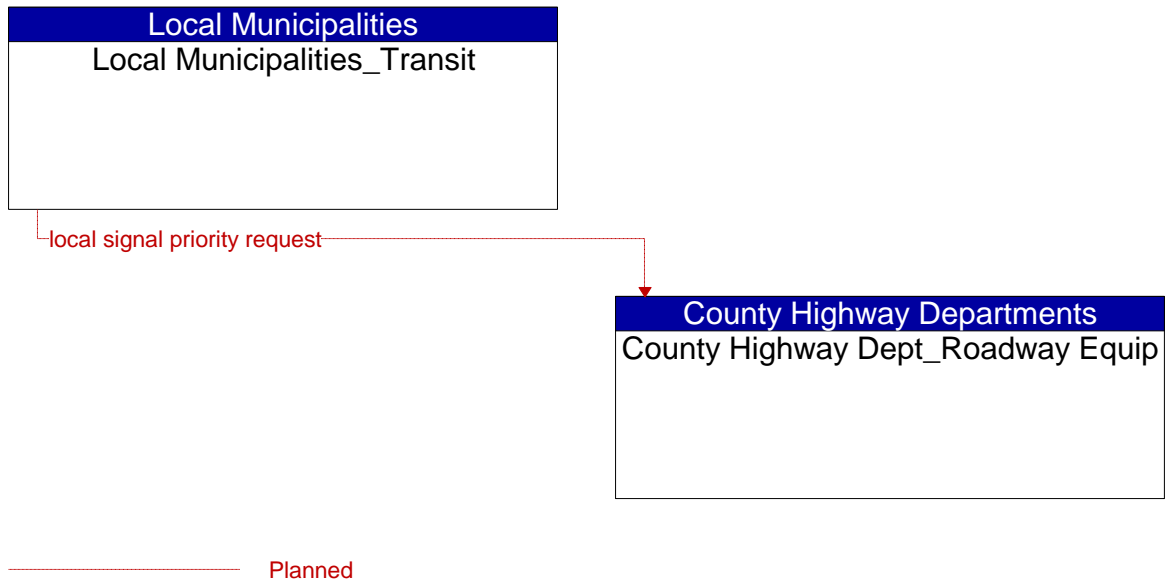 Local Municipalities
Local Municipalities_Transit
local signal priority request
County Highway Departments
County Highway Dept_Roadway Equip
Planned